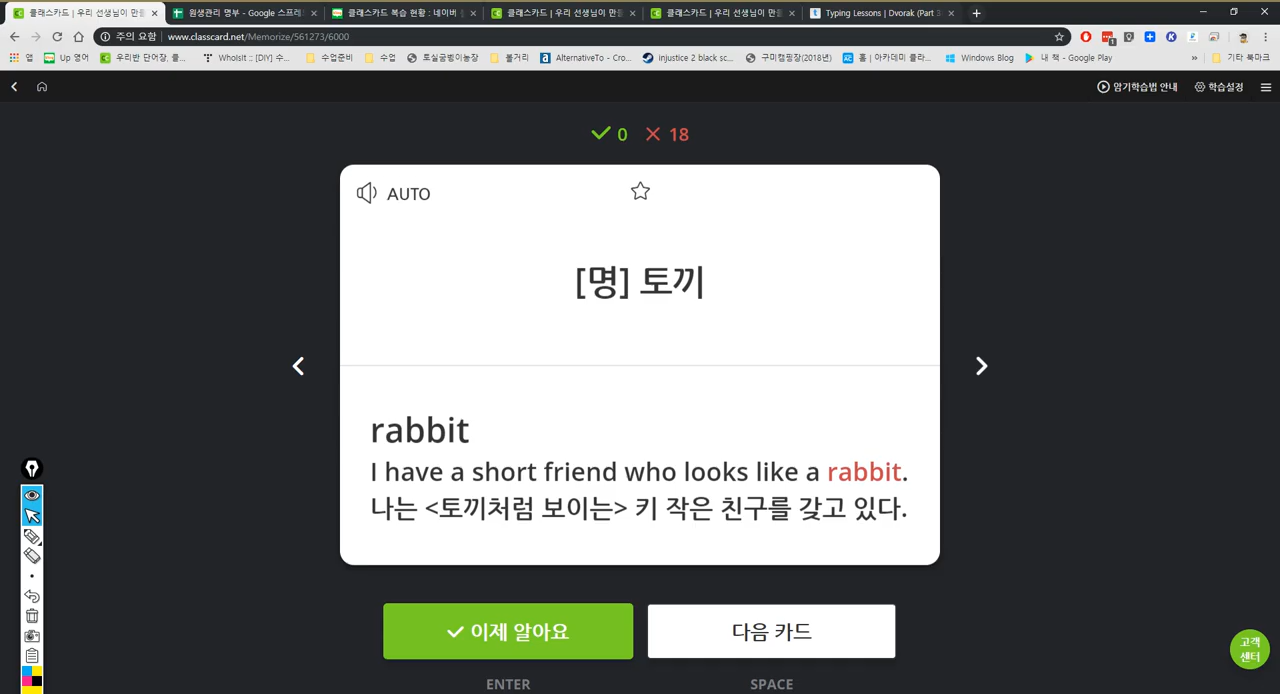 클래스카드 | 우리 선생님이 만든
원생관리 명부 - Google 스프레
클래스카드 복습 현황 : 네이버
클래스카드 | 우리 선생님이 만든
클래스카드 | 우리 선생님이 만든
Typing Lessons | Dvorak (Part 3
주의 요함 | www.classcard.net/Memorize/561273/6000
앱
Up 영어
우리반 단어장, 클...
WhoIst :: [DIY] 수...
수업준비
수업
토실궁뱅이농장
볼거리
AlternativeTo - Cro...
injustice 2 black sc...
구미캠핑장(2018년)
홈 | 아카데미 클라...
Windows Blog
내 책 - Google Play
»
기타 북마크
암기학습법 안내
학습설정
0
18
AUTO
[명] 토끼
rabbit
I have a short friend who looks like a rabbit.
나는 <토끼처럼 보이는> 키 작은 친구를 갖고 있다.
이제 알아요
다음 카드
ENTER
SPACE
고객
센터